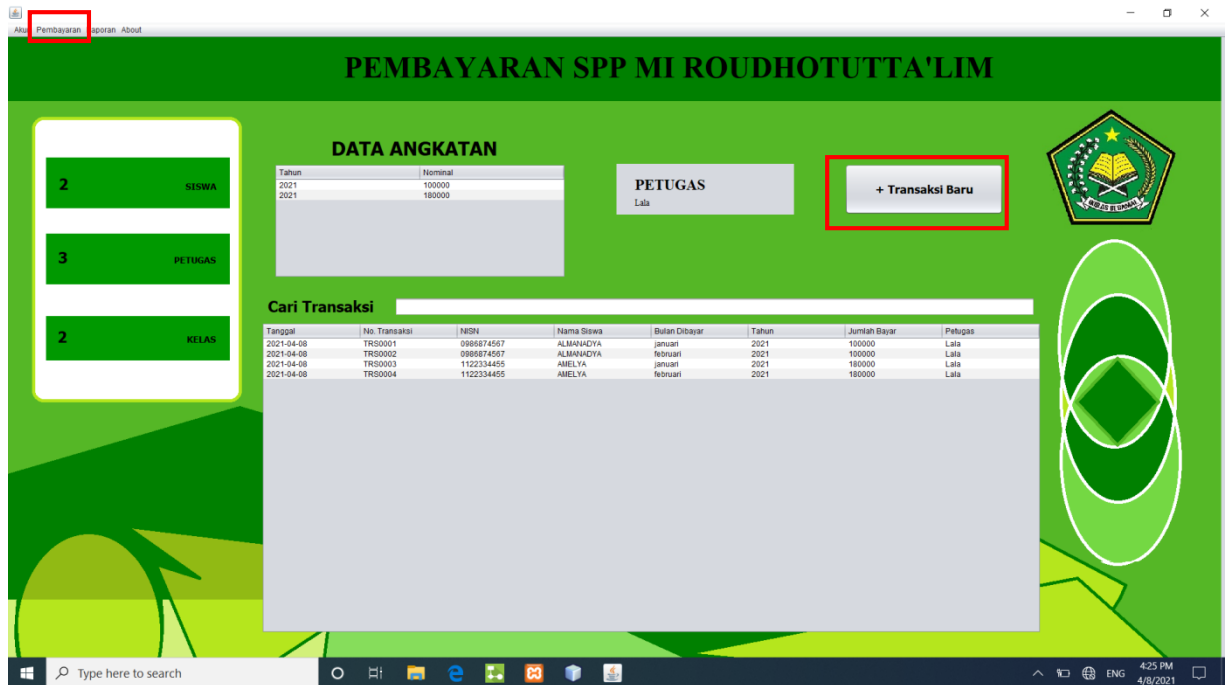 Pembayaran About
PEMBAYARAN SPP MI ROUDHOTUTTA'LIM
2 SISWA
3 PETUGAS
2 KELAS
DATA ANGKATAN
Tahun Nominal
2021 100000
2021 180000
PETUGAS
Lala
+ Transaksi Baru
Cari Transaksi
Tanggal No. Transaksi NISN Nama Siswa Bulan Dibayar Tahun Jumlah Bayar Petugas
2021-04-08 TRS0001 0986874567 ALMANADYA januari 2021 100000 Lala
2021-04-08 TRS0002 0986874567 ALMANADYA februari 2021 100000 Lala
2021-04-08 TRS0003 1122334455 AMELYA januari 2021 180000 Lala
2021-04-08 TRS0004 1122334455 AMELYA februari 2021 180000 Lala
Type here to search
ENG
4:25 PM
4/8/2021